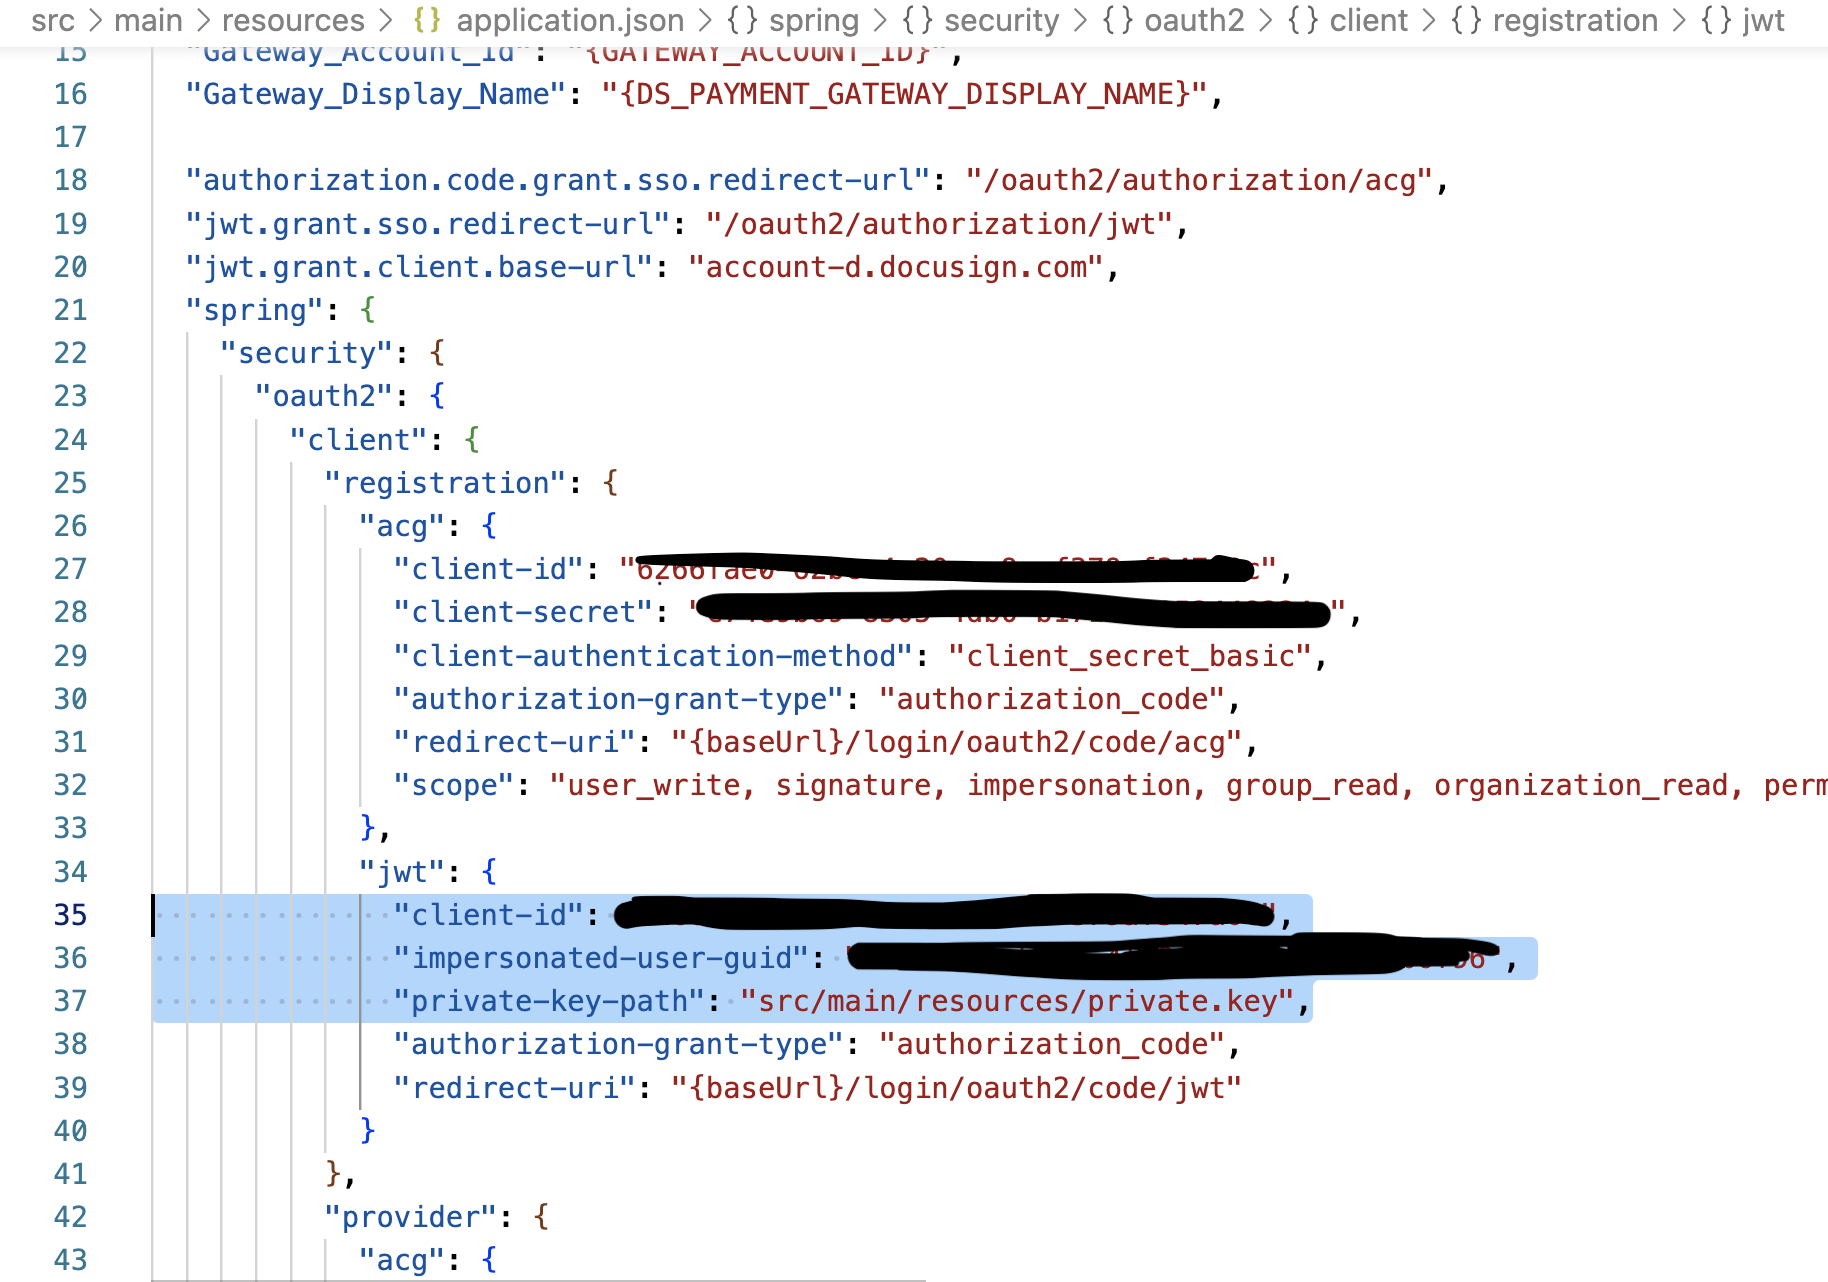 src > main > resources > {} application.json > {} spring > {} security > {} oauth2 > {} client > {} registration > {} jwt
15 "Gateway_Account_Id": "{GATEWAY_ACCOUNT_ID}",
16 "Gateway_Display_Name": "{DS_PAYMENT_GATEWAY_DISPLAY_NAME}",
17
18 "authorization.code.grant.sso.redirect-url": "/oauth2/authorization/acg",
19 "jwt.grant.sso.redirect-url": "/oauth2/authorization/jwt",
20 "jwt.grant.client.base-url": "account-d.docusign.com",
21 "spring": {
22 "security": {
23 "oauth2": {
24 "client": {
25 "registration": {
26 "acg": {
27 "client-id": "",
28 "client-secret": "",
29 "client-authentication-method": "client_secret_basic",
30 "authorization-grant-type": "authorization_code",
31 "redirect-uri": "{baseUrl}/login/oauth2/code/acg",
32 "scope": "user_write, signature, impersonation, group_read, organization_read, perm
33 },
34 "jwt": {
35 "client-id": ",
36 "impersonated-user-guid": ",
37 "private-key-path": "src/main/resources/private.key",
38 "authorization-grant-type": "authorization_code",
39 "redirect-uri": "{baseUrl}/login/oauth2/code/jwt"
40 }
41 },
42 "provider": {
43 "acg": {